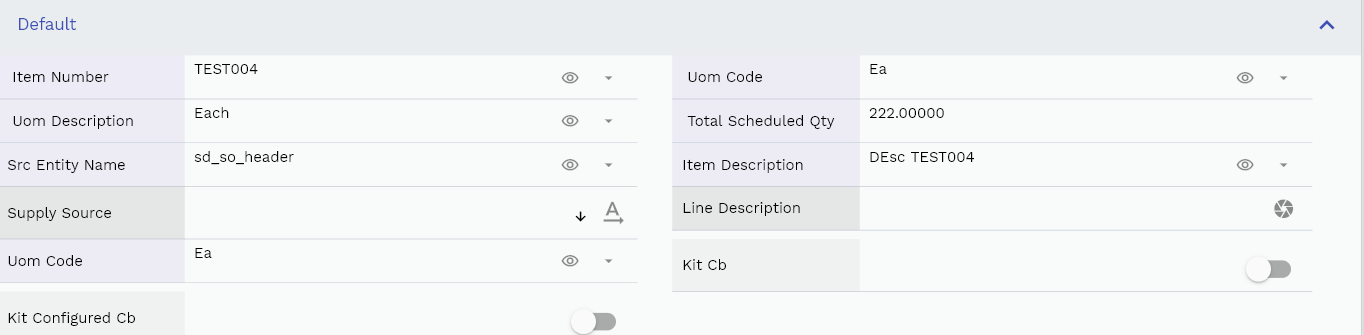 Default
Item Number TEST004
Uom Code Ea
Uom Description Each
Total Scheduled Qty 222.00000
Src Entity Name sd_so_header
Item Description DEsc TEST004
Supply Source
Line Description
Uom Code Ea
Kit Cb
Kit Configured Cb